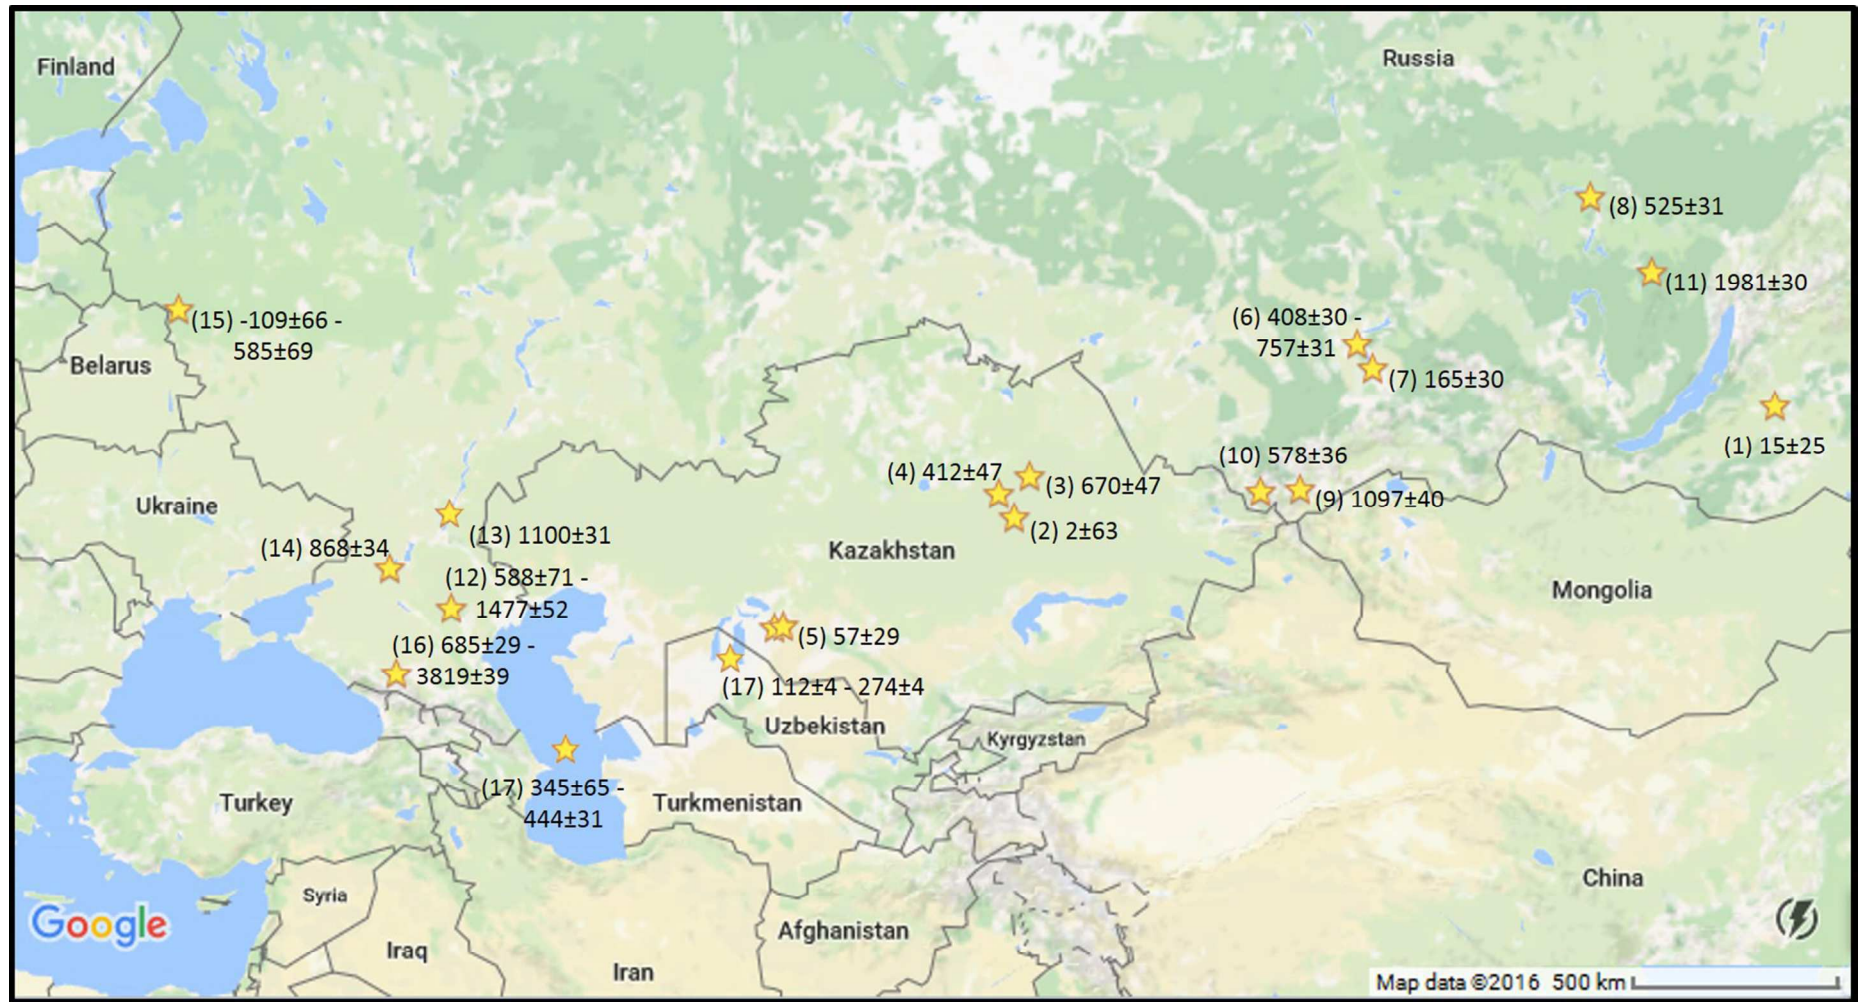 Finland
Russia
(8) 525±31
(11) 1981±30
(15) -109±66 -
585±69
(6) 408±30 -
757±31
Belarus
(7) 165±30
(1) 15±25
(10) 578±36
(4) 412±47
(3) 670±47
(9) 1097±40
Ukraine
(13) 1100±31
(2) 2±63
(14) 868±34
Kazakhstan
(12) 588±71 -
1477±52
Mongolia
(5) 57±29
(16) 685±29 -
3819±39
(17) 112±4 - 274±4
Uzbekistan
Kyrgyzstan
(17) 345±65 -
444±31
Turkey
Turkmenistan
China
Syria
Google
Afghanistan
Iraq
Iran
Map data ©2016 500 km